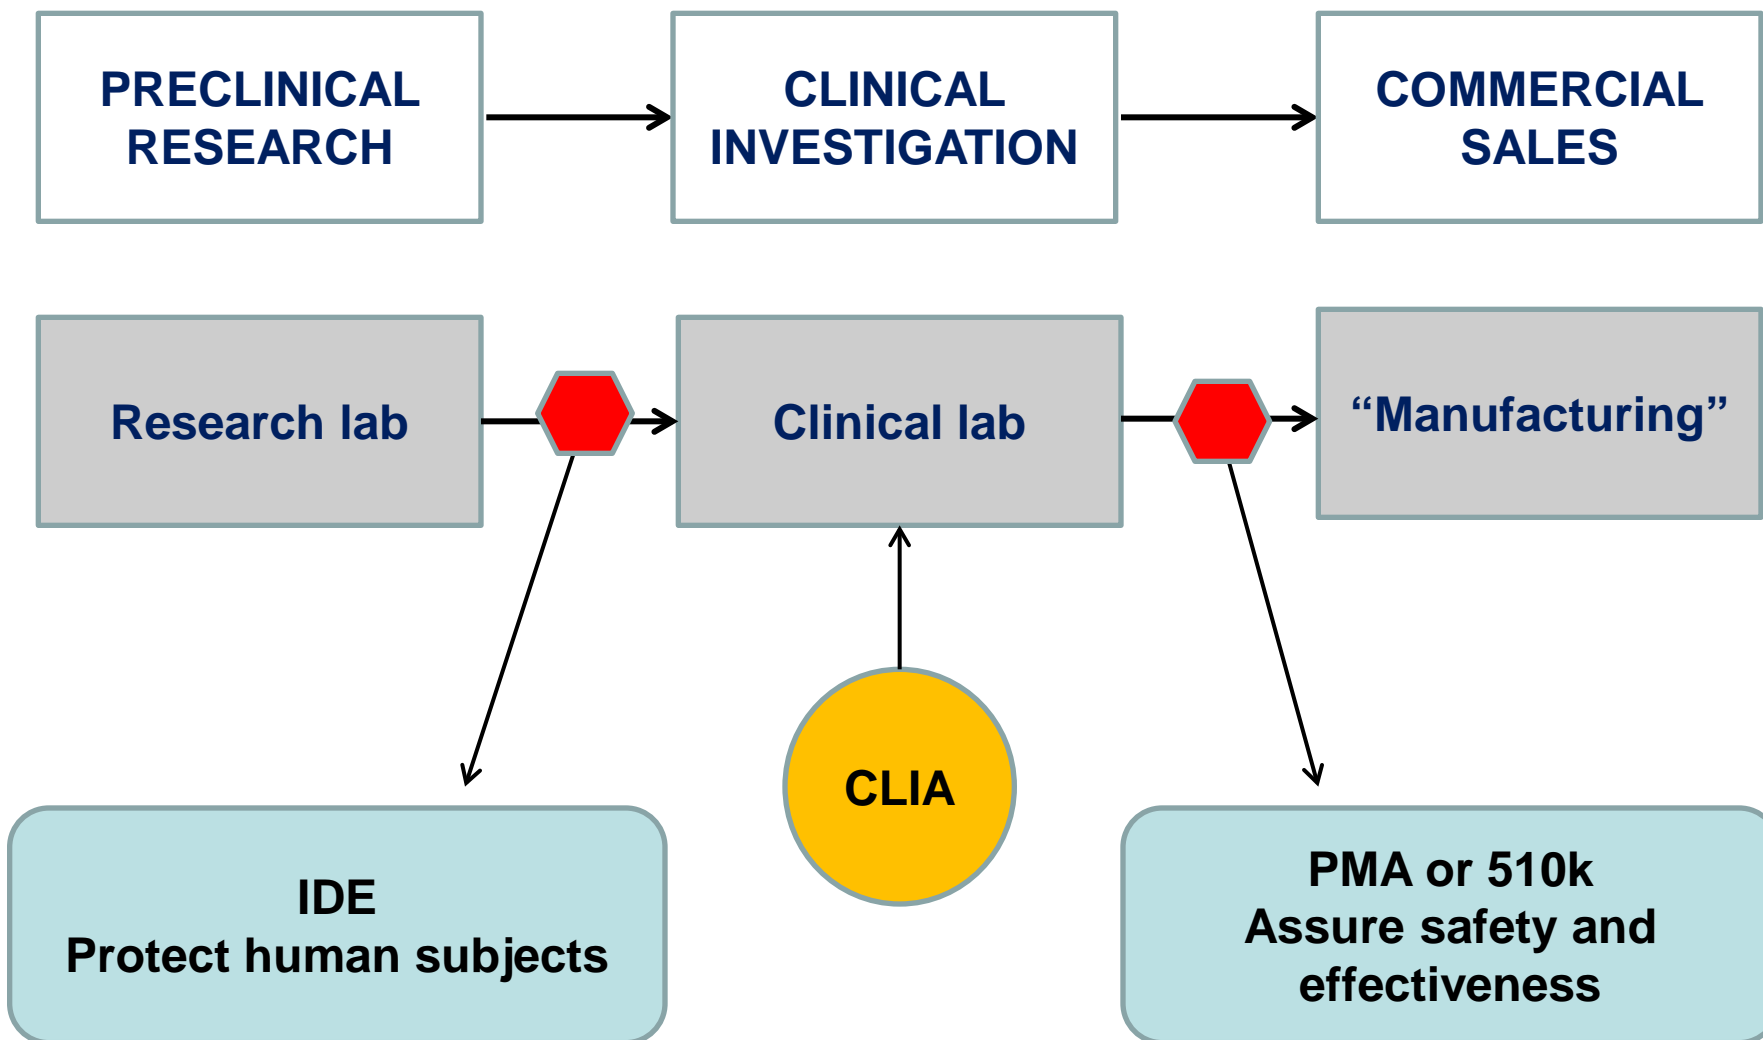 PRECLINICAL
RESEARCH
CLINICAL
INVESTIGATION
COMMERCIAL
SALES
Research lab
Clinical lab
“Manufacturing”
CLIA
IDE
Protect human subjects
PMA or 510k
Assure safety and
effectiveness